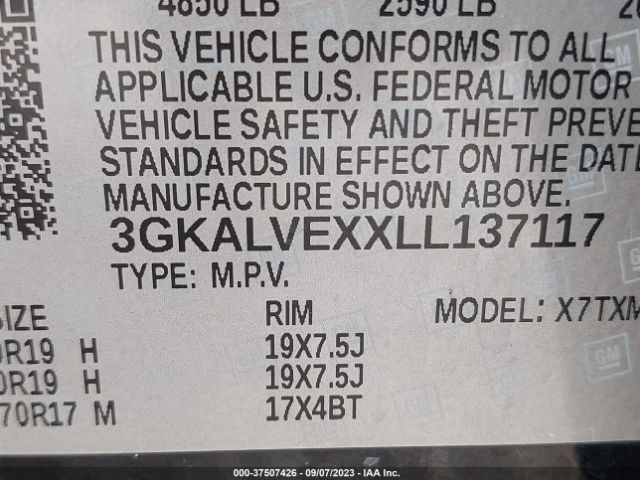 4850 LB 2590 LB
THIS VEHICLE CONFORMS TO ALL
APPLICABLE U.S. FEDERAL MOTOR
VEHICLE SAFETY AND THEFT PREVE
STANDARDS IN EFFECT ON THE DATE
MANUFACTURE SHOWN ABOVE.
3GKALVEXXLL137117
TYPE: M.P.V.
SIZE RIM MODEL: X7TXM
0R19 H 19X7.5J
0R19 H 19X7.5J
70R17 M 17X4BT
GM
000-37507426 - 09/07/2023 - IAA Inc.